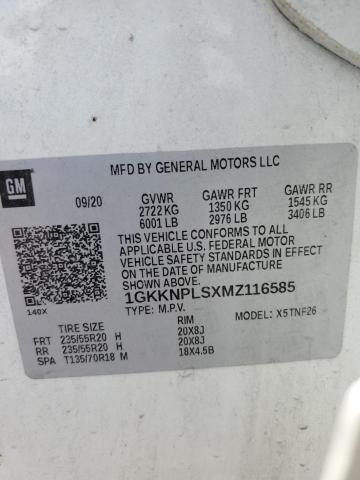 GM
MFD BY GENERAL MOTORS LLC
09/20 GVWR GAWR FRT GAWR RR
2722 KG 1350 KG 1545 KG
6001 LB 2976 LB 3406 LB
THIS VEHICLE CONFORMS TO ALL
APPLICABLE U.S. FEDERAL MOTOR
VEHICLE SAFETY STANDARDS IN EFFECT
ON THE DATE OF MANUFACTURE
SHOWN ABOVE.
1GKKNPLSXMZ116585
140X
TYPE: M.P.V. MODEL: X5TNF26
TIRE SIZE RIM
FRT 235/55R20 H 20X8J
RR 235/55R20 H 20X8J
SPA T135/70R18 M 18X4.5B